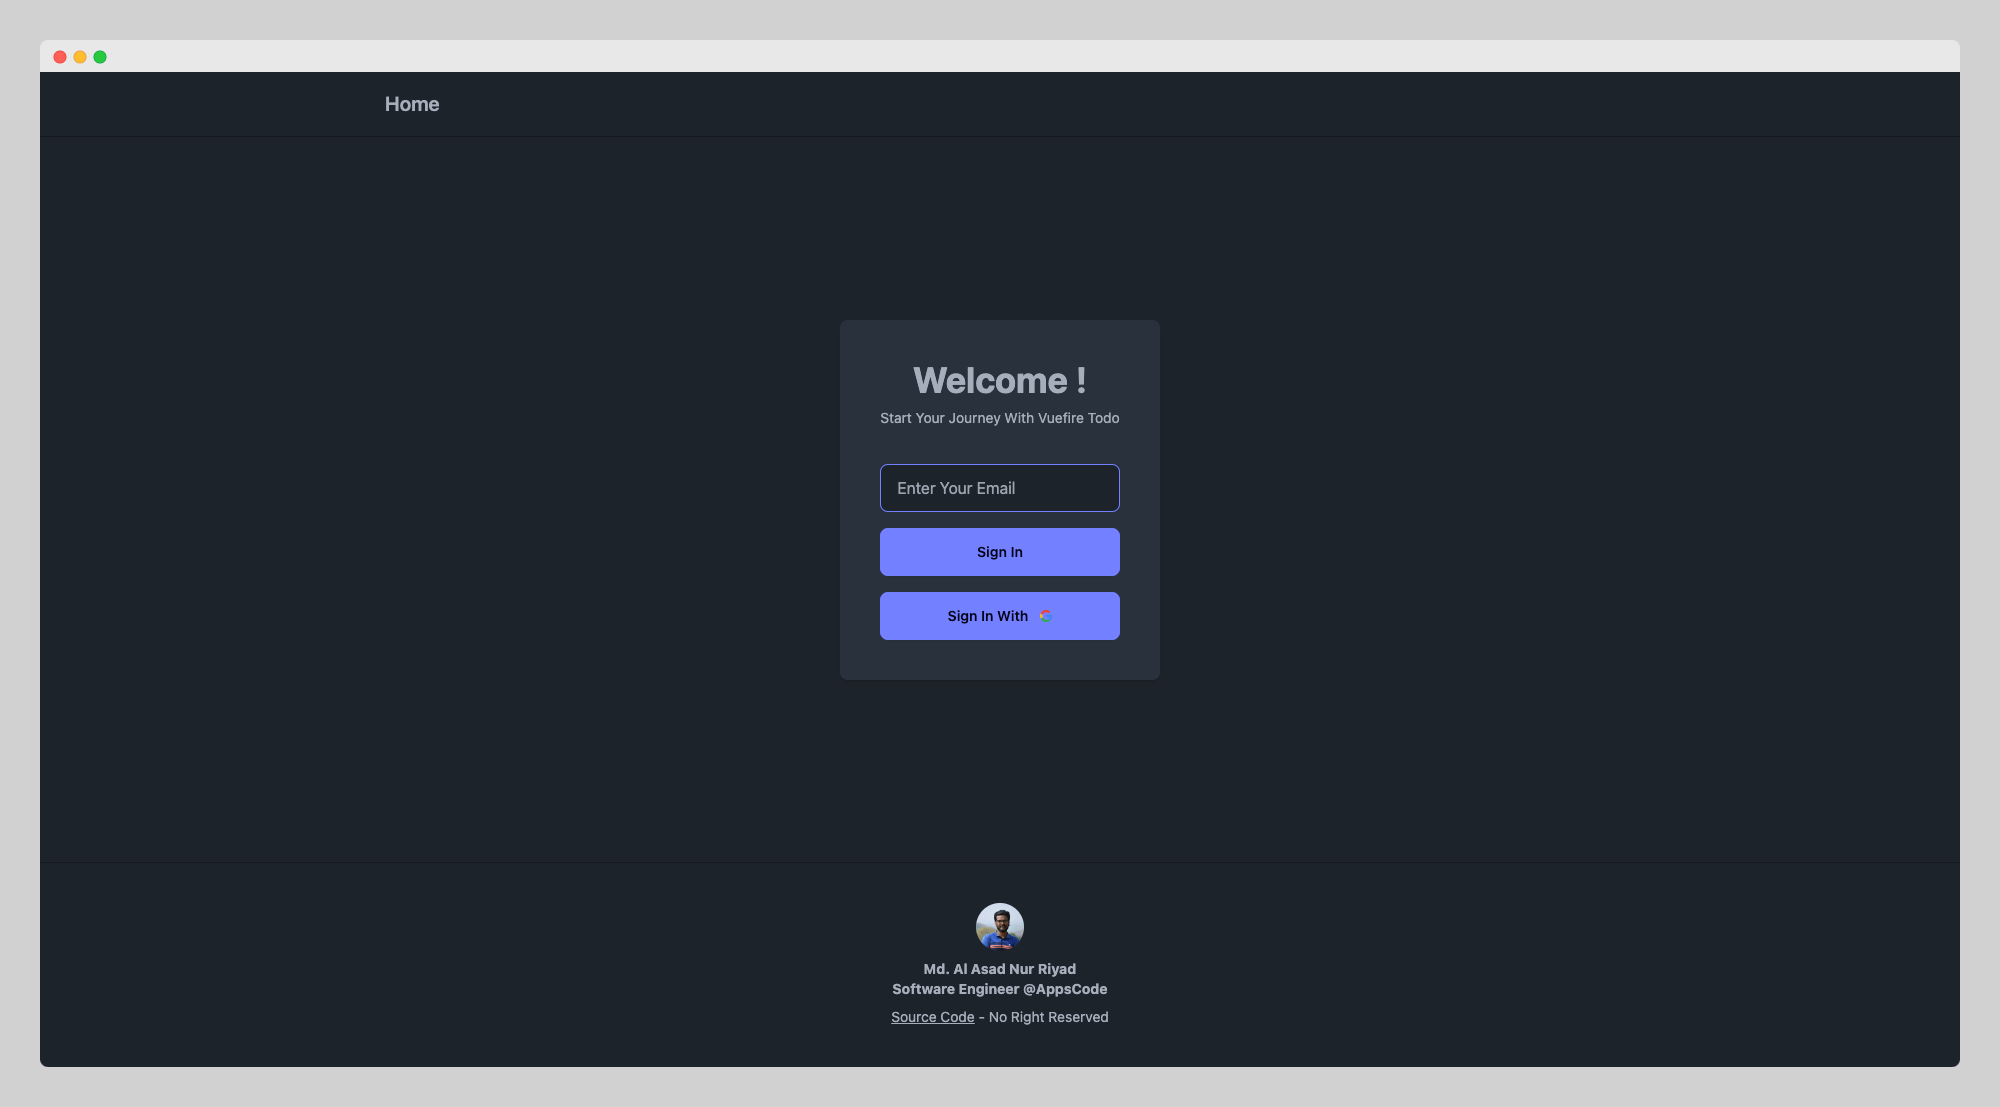 Home
Welcome !
Start Your Journey With Vuefire Todo
Enter Your Email
Sign In
Sign In With
Md. Al Asad Nur Riyad
Software Engineer @AppsCode
Source Code - No Right Reserved